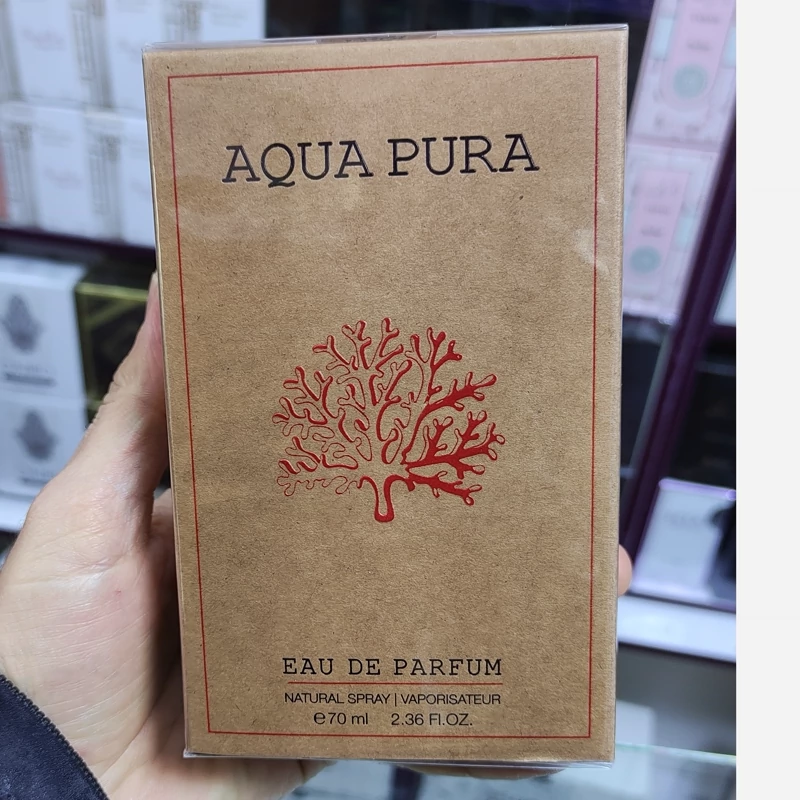 AQUA PURA
EAU DE PARFUM
NATURAL SPRAY | VAPORISATEUR
℮70 ml 2.36 Fl.OZ.